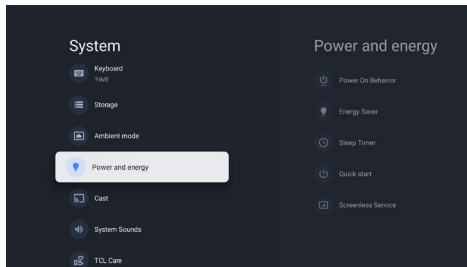 System
Keyboard
TIME
Storage
Ambient mode
Power and energy
Cast
System Sounds
TCL Care
Power and energy
Power On Behavior
Energy Saver
Sleep Timer
Quick start
Screenless Service